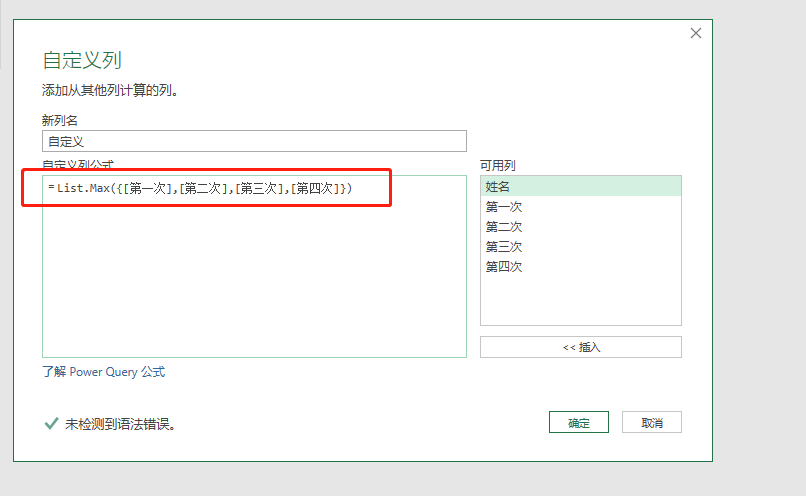 自定义列
添加从其他列计算的列。
新列名
自定义
自定义列公式
= List.Max({[第一次],[第二次],[第三次],[第四次]})
可用列
姓名
第一次
第二次
第三次
第四次
<< 插入
了解 Power Query 公式
未检测到语法错误。
确定
取消